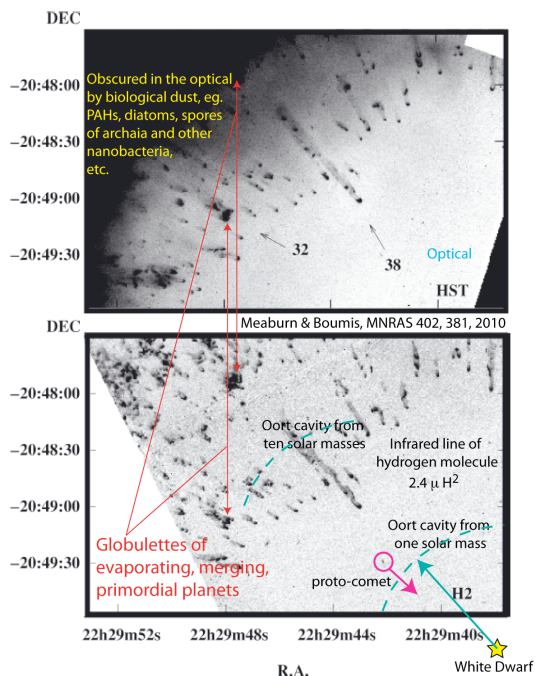 DEC
−20:48:00
−20:48:30
−20:49:00
−20:49:30
Obscured in the optical
by biological dust, eg.
PAHs, diatoms, spores
of archaia and other
nanobacteria,
etc.
32
38
Optical
HST
Meaburn & Boumis, MNRAS 402, 381, 2010
DEC
−20:48:00
−20:48:30
−20:49:00
−20:49:30
Oort cavity from
ten solar masses
Infrared line of
hydrogen molecule
2.4 μ H2
Oort cavity from
one solar mass
Globulettes of
evaporating, merging,
primordial planets
proto-comet
H2
22h29m52s 22h29m48s 22h29m44s 22h29m40s
White Dwarf
R.A.